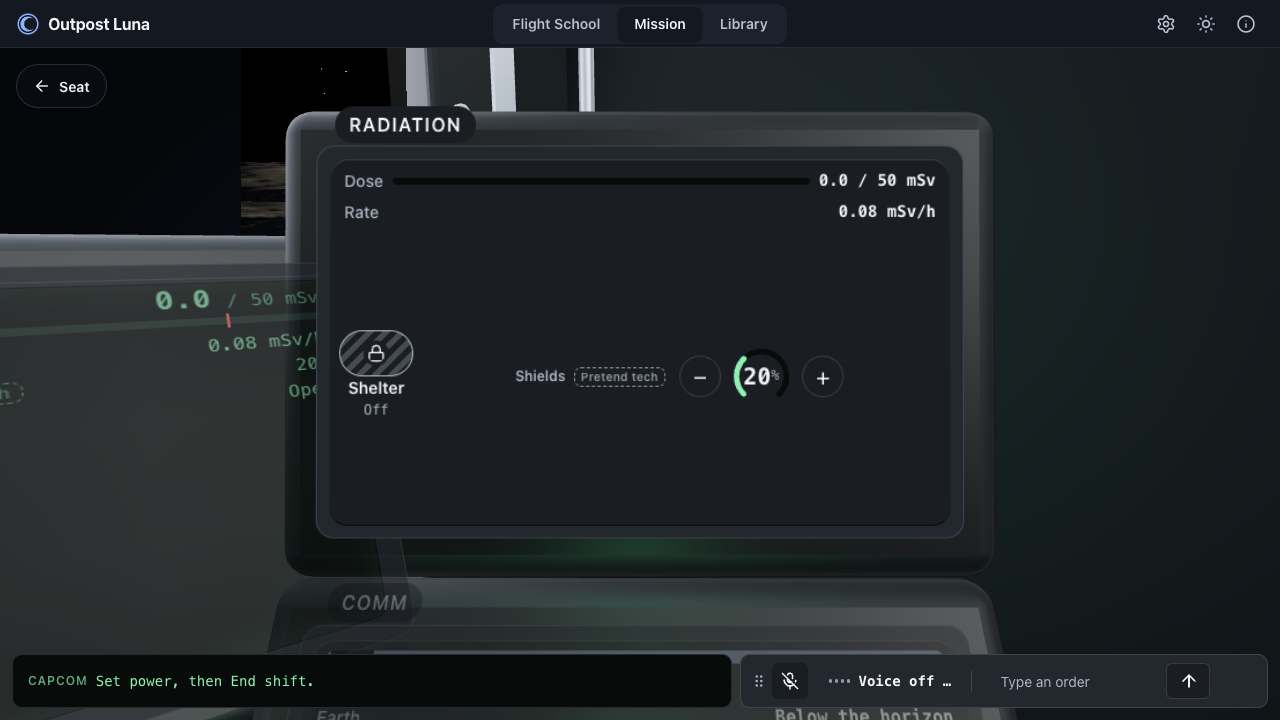 Outpost Luna
Flight School
Mission
Library
Seat
RADIATION
Dose
0.0 / 50 mSv
Rate
0.08 mSv/h
0.0 / 50 mSv
0.08 mSv/
20
Ope
Shelter
Off
Shields
Pretend tech
20%
COMM
CAPCOM Set power, then End shift.
Voice off …
Type an order
Earth
Below the horizon